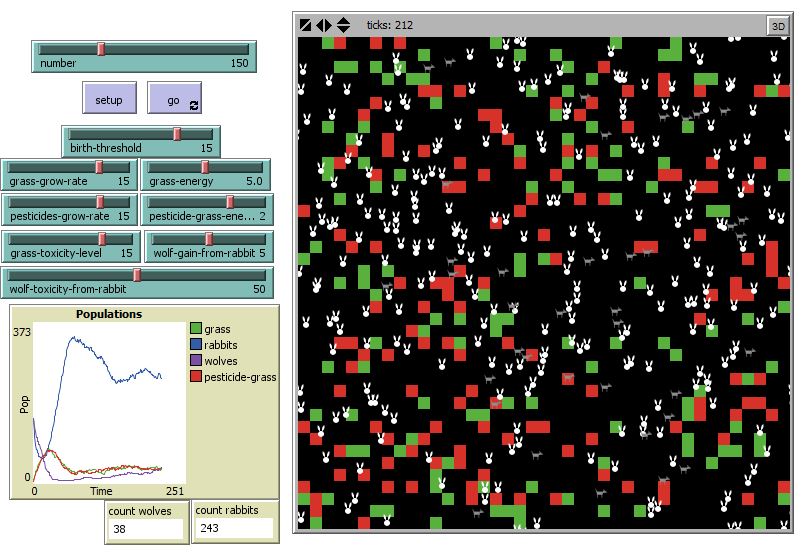 number 150
setup
go
birth-threshold 15
grass-grow-rate 15
grass-energy 5.0
pesticides-grow-rate 15
pesticide-grass-ene... 2
grass-toxicity-level 15
wolf-gain-from-rabbit 5
wolf-toxicity-from-rabbit 50
Populations
373
Pop
0
0
Time
251
grass
rabbits
wolves
pesticide-grass
count wolves
38
count rabbits
243
ticks: 212
3D